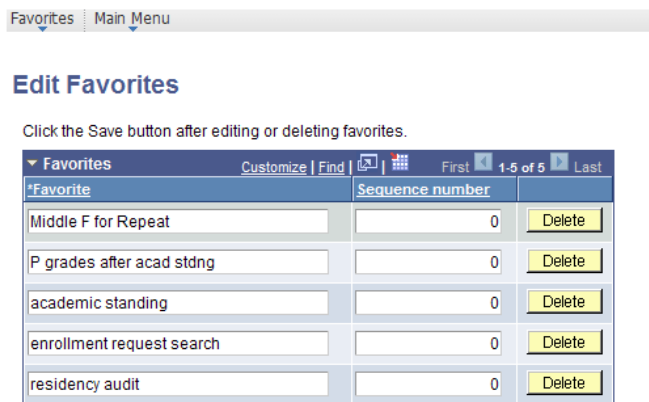 Favorites Main Menu
Edit Favorites
Click the Save button after editing or deleting favorites.
Favorites Customize | Find | | First 1-5 of 5 Last
*Favorite Sequence number
Middle F for Repeat 0 Delete
P grades after acad stdng 0 Delete
academic standing 0 Delete
enrollment request search 0 Delete
residency audit 0 Delete